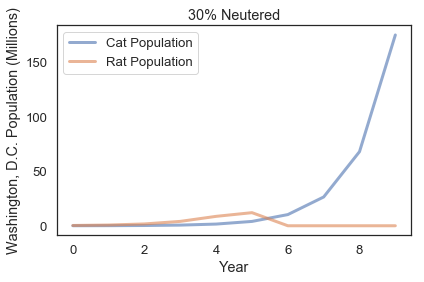 30% Neutered
Cat Population
Rat Population
Washington, D.C. Population (Millions)
150
100
50
0
0
2
4
6
8
Year